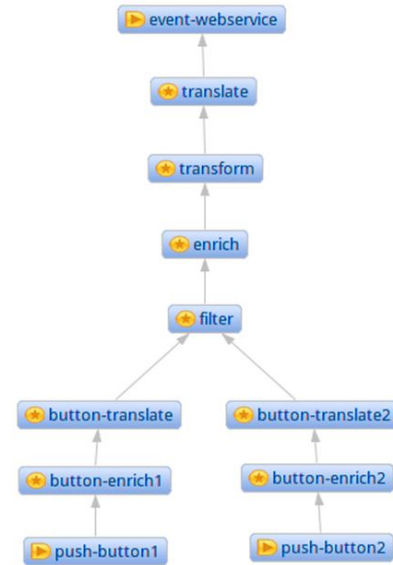 event-webservice
translate
transform
enrich
filter
button-translate
button-translate2
button-enrich1
button-enrich2
push-button1
push-button2